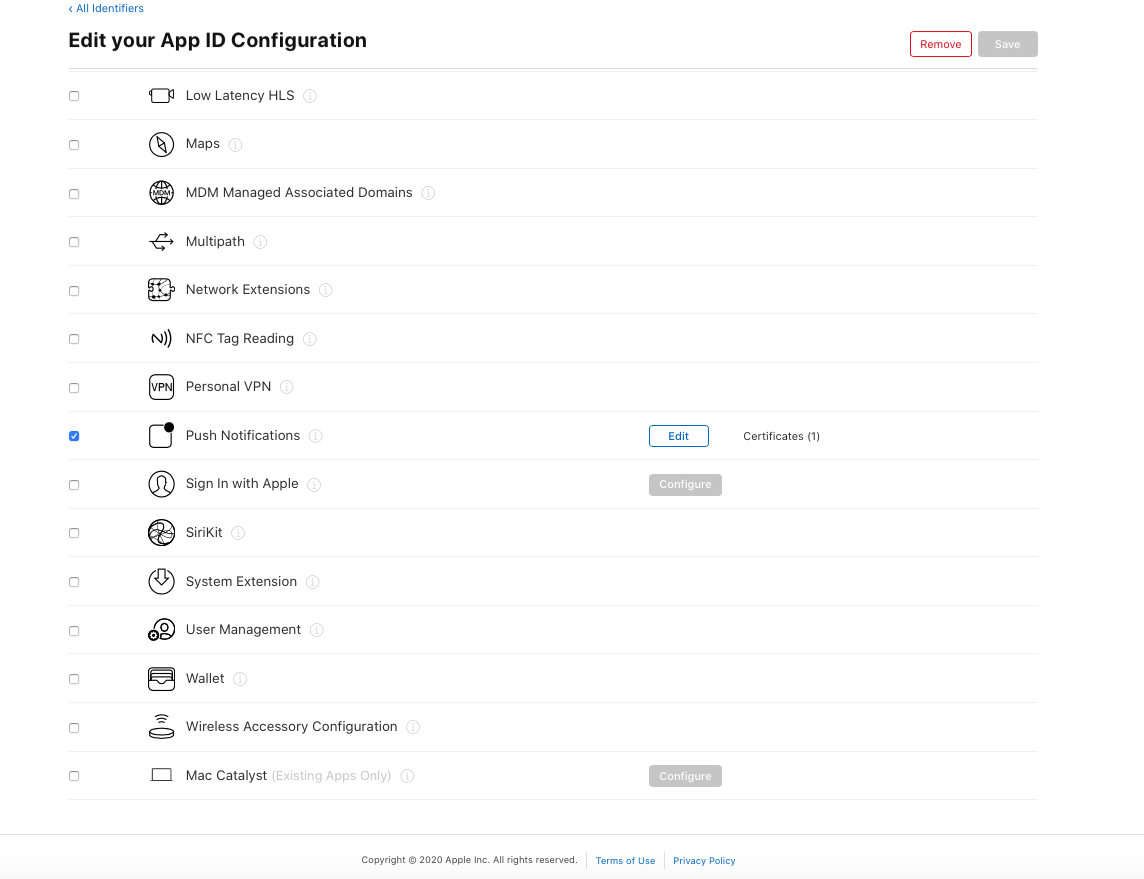 ‹ All Identifiers
Edit your App ID Configuration
Remove
Save
Low Latency HLS
Maps
MDM
MDM Managed Associated Domains
Multipath
Network Extensions
NFC Tag Reading
VPN
Personal VPN
Push Notifications
Edit
Certificates (1)
Sign In with Apple
Configure
SiriKit
System Extension
User Management
Wallet
Wireless Accessory Configuration
Mac Catalyst (Existing Apps Only)
Configure
Copyright © 2020 Apple Inc. All rights reserved.
Terms of Use
Privacy Policy